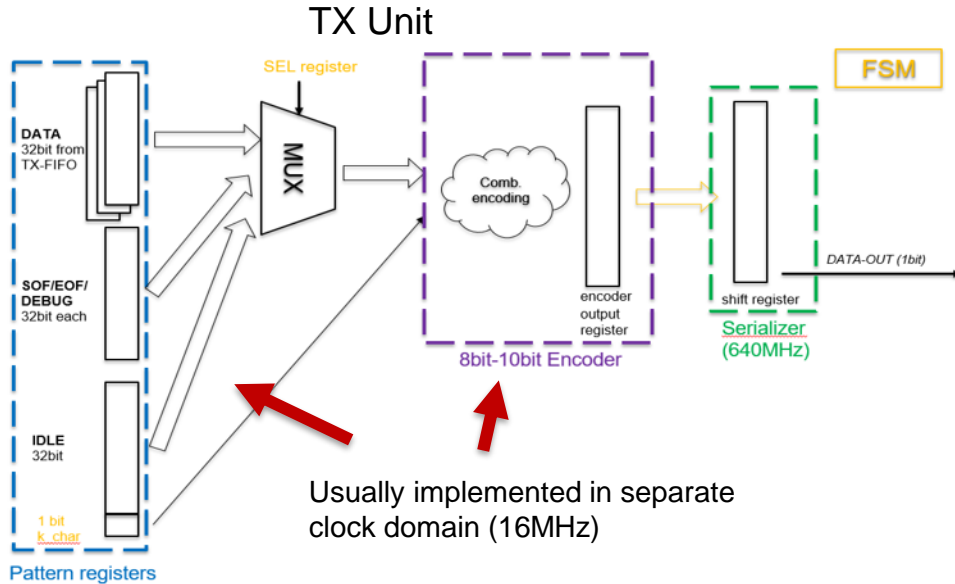 TX Unit
SEL register
FSM
DATA
32bit from
TX-FIFO
MUX
Comb.
encoding
SOF/EOF/
DEBUG
32bit each
encoder
output
register
8bit-10bit Encoder
DATA-OUT (1bit)
shift register
Serializer
(640MHz)
IDLE
32bit
1 bit
k_char
Pattern registers
Usually implemented in separate
clock domain (16MHz)